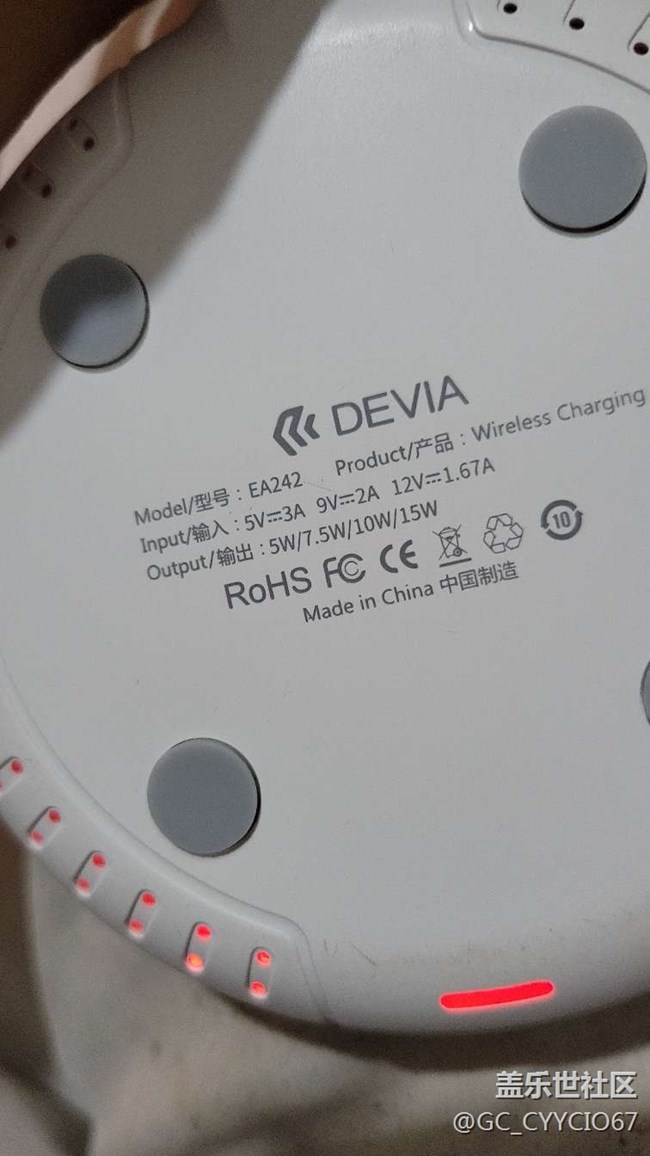 DEVIA
Model/型号：EA242 Product/产品：Wireless Charging
Input/输入：5V⎓3A 9V⎓2A 12V⎓1.67A
Output/输出：5W/7.5W/10W/15W
RoHS FC CE 10
Made in China 中国制造
盖乐世社区
@GC_CYYCIO67